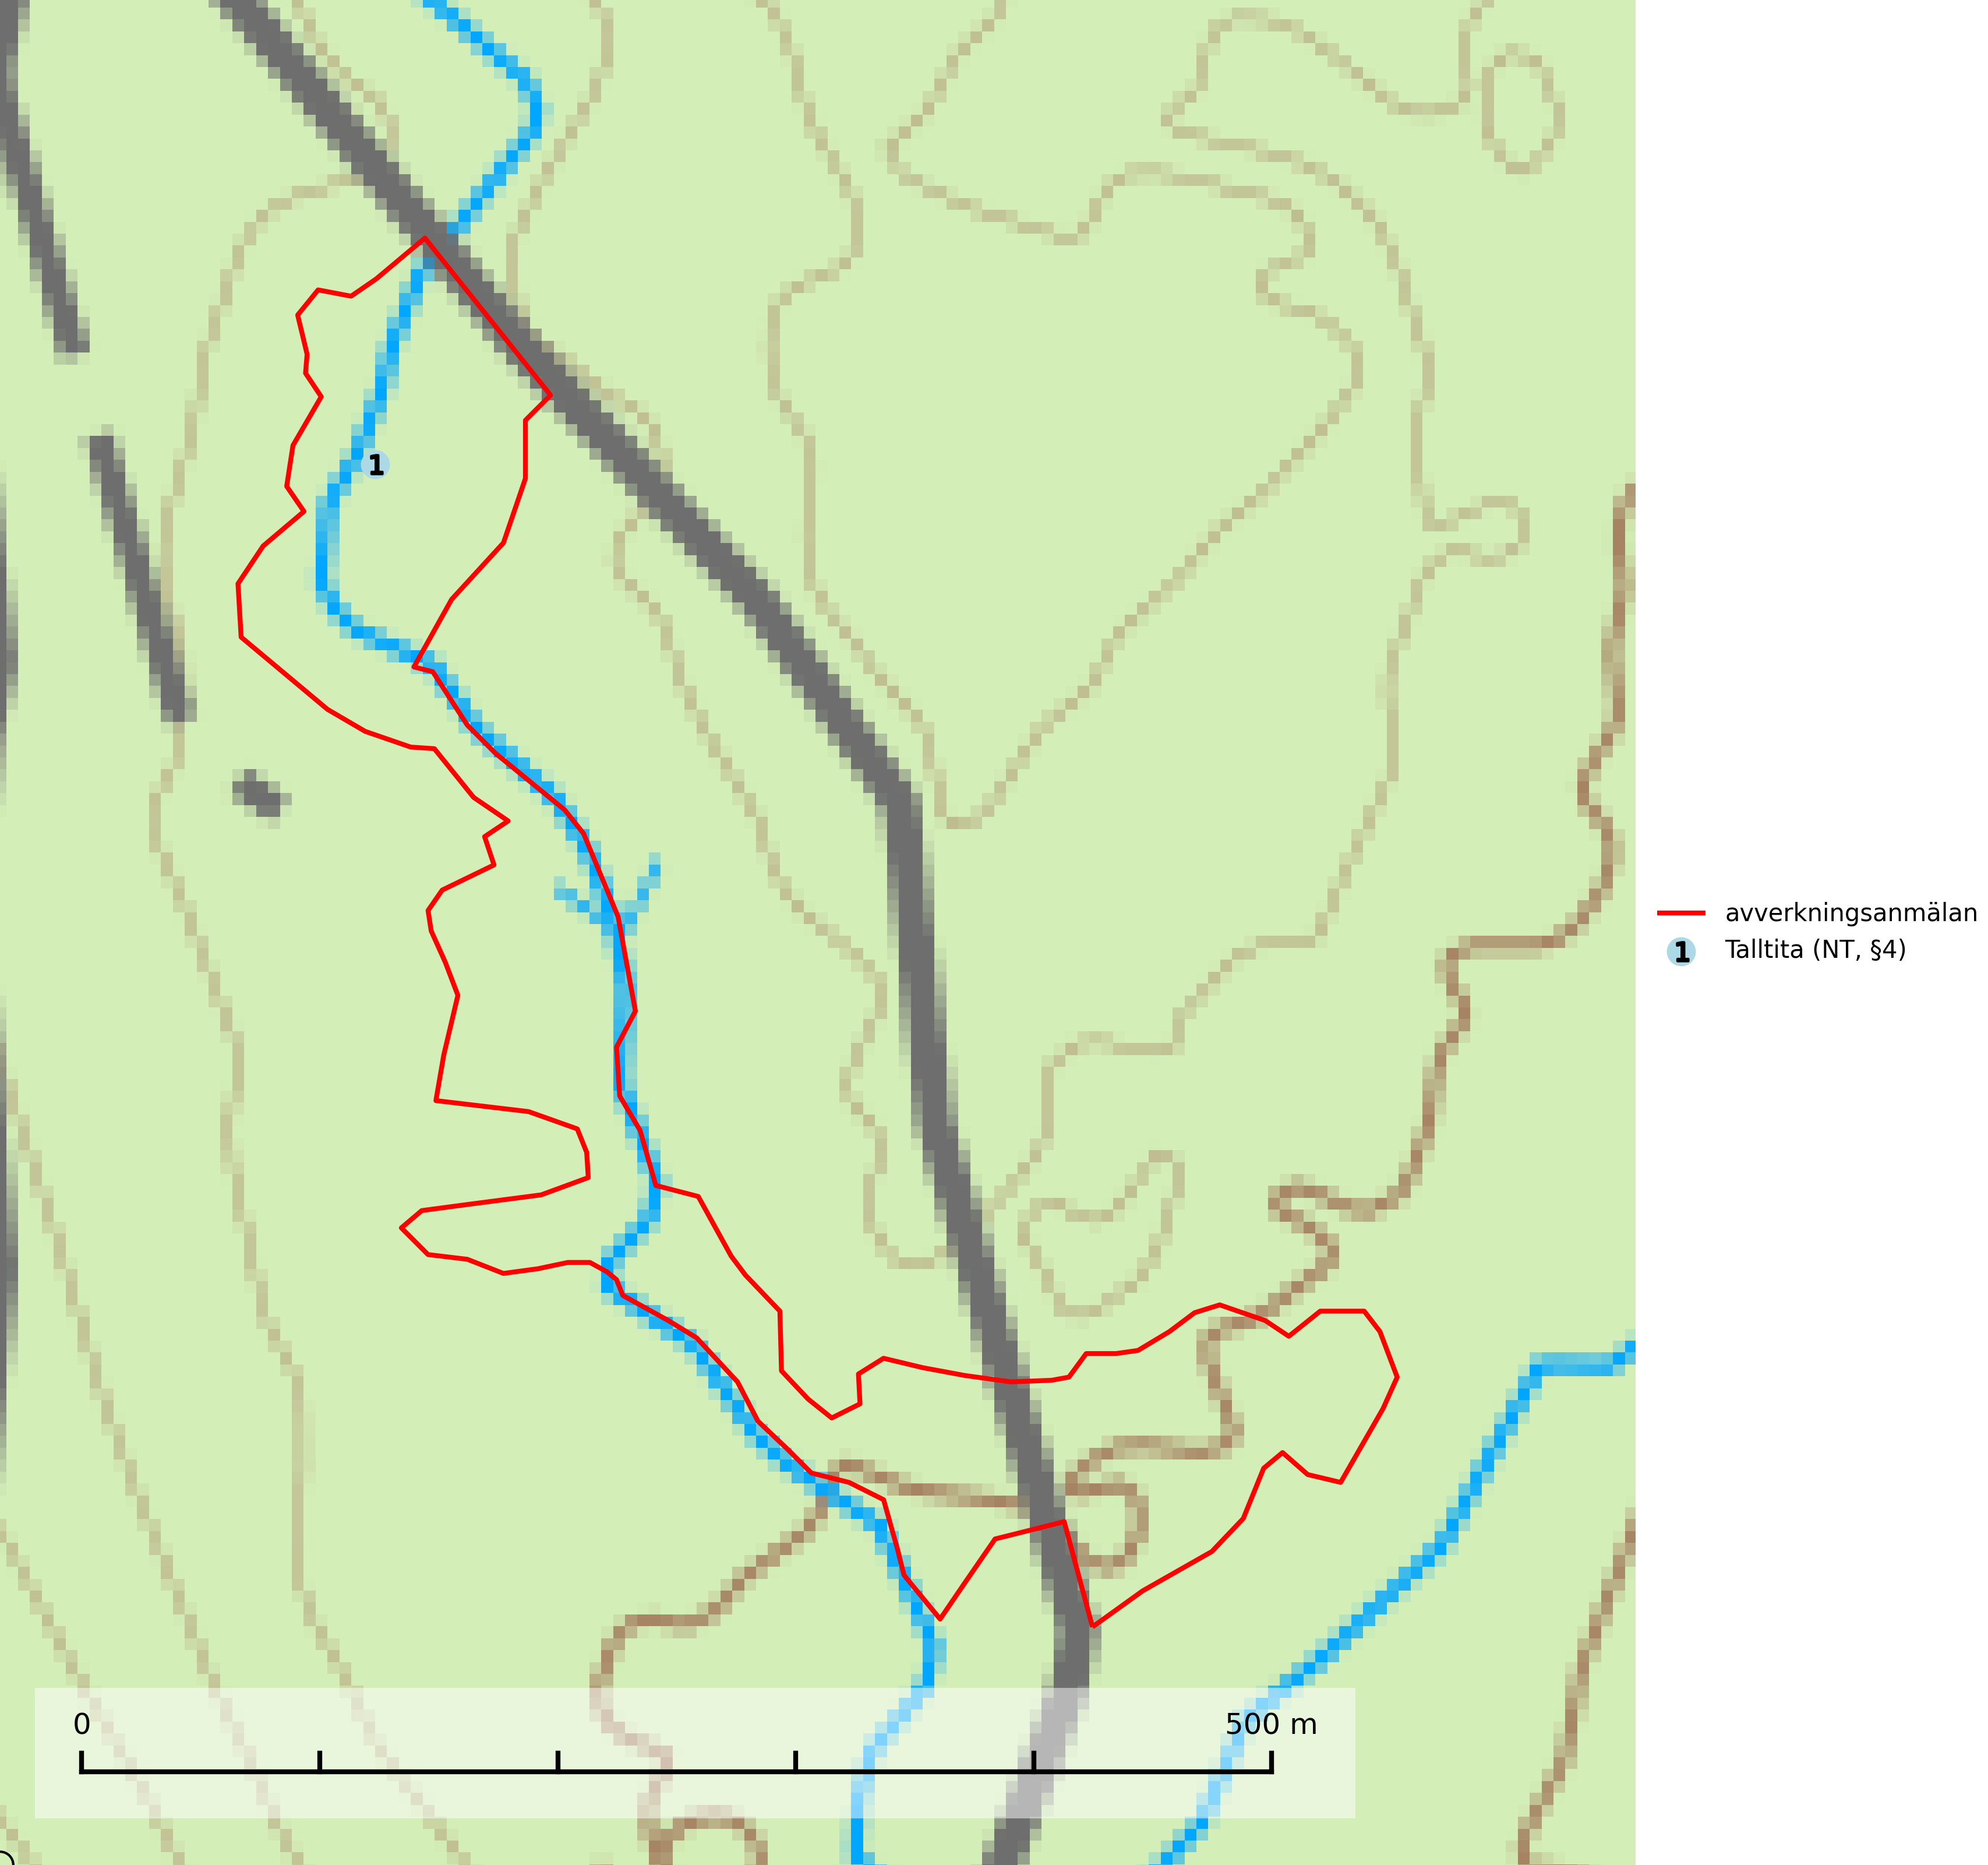 1
avverkningsanmälan
1 Talltita (NT, §4)
0 500 m